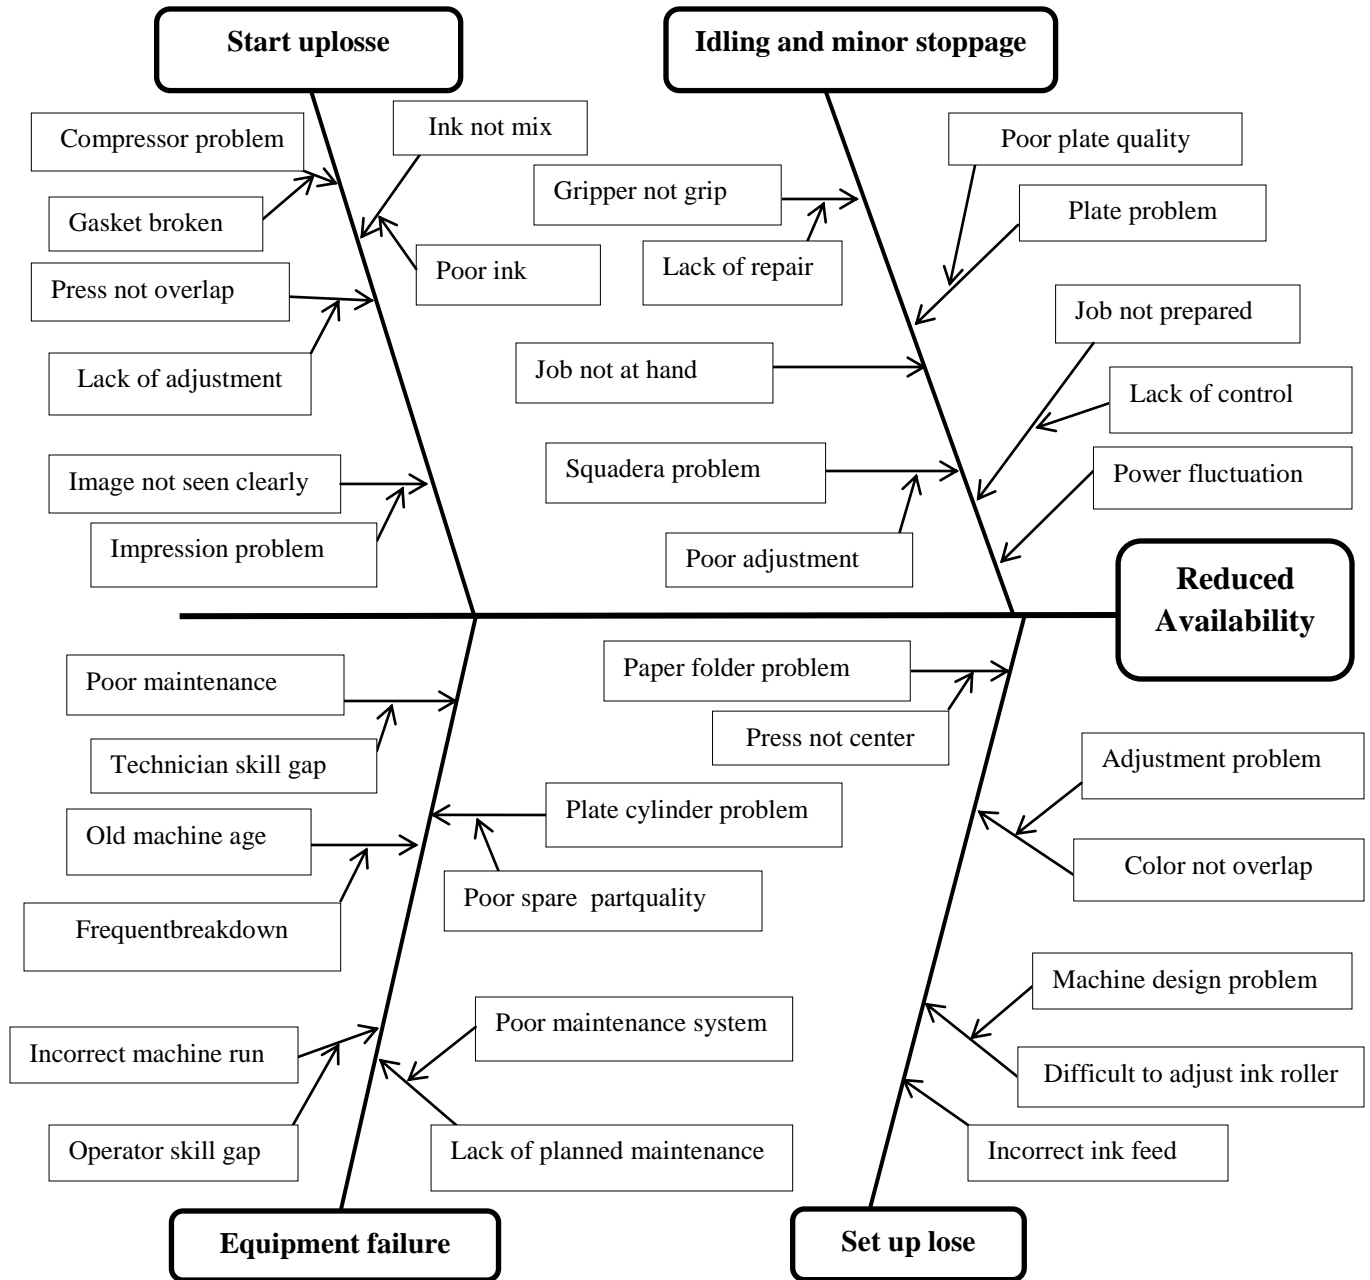 Start uplosse
Idling and minor stoppage
Compressor problem
Ink not mix
Gasket broken
Poor ink
Press not overlap
Lack of adjustment
Image not seen clearly
Impression problem
Poor plate quality
Gripper not grip
Plate problem
Lack of repair
Job not prepared
Job not at hand
Lack of control
Squadera problem
Power fluctuation
Poor adjustment
Reduced
Availability
Poor maintenance
Technician skill gap
Old machine age
Plate cylinder problem
Poor spare  partquality
Frequentbreakdown
Incorrect machine run
Poor maintenance system
Operator skill gap
Lack of planned maintenance
Paper folder problem
Press not center
Adjustment problem
Color not overlap
Machine design problem
Difficult to adjust ink roller
Incorrect ink feed
Equipment failure
Set up lose